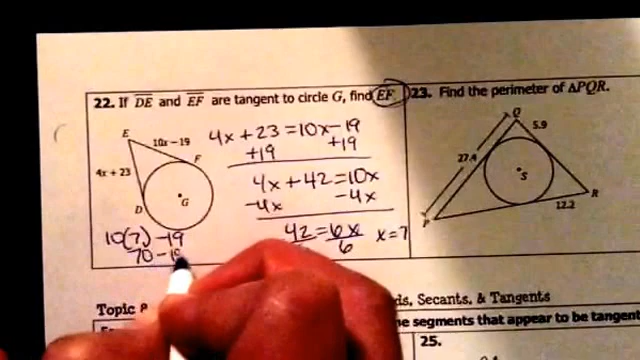 22. If DE and EF are tangent to circle G, find EF.
E
10x − 19
F
4x + 23
D
G
4x + 23 = 10x − 19
+19 +19
4x + 42 = 10x
−4x −4x
42 = 6x
6
x = 7
10(7) − 19
70 − 19
23. Find the perimeter of ΔPQR.
Q
5.9
27.4
S
R
P
12.2
Topic
ds, Secants, & Tangents
he segments that appear to be tangent
25.